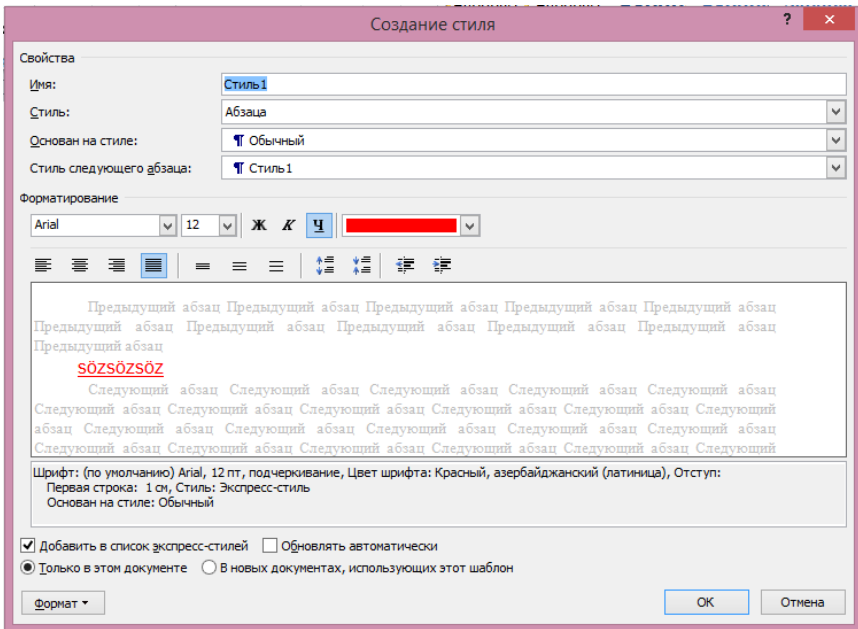 Создание стиля
?
×
Свойства
Имя: Стиль1
Стиль: Абзаца
Основан на стиле: ¶ Обычный
Стиль следующего абзаца: ¶ Стиль1
Форматирование
Arial 12 Ж К Ч
Предыдущий абзац Предыдущий абзац Предыдущий абзац Предыдущий абзац Предыдущий абзац
Предыдущий абзац Предыдущий абзац Предыдущий абзац Предыдущий абзац Предыдущий абзац
Предыдущий абзац
sözsözsöz
Следующий абзац Следующий абзац Следующий абзац Следующий абзац Следующий абзац
Следующий абзац Следующий абзац Следующий абзац Следующий абзац Следующий
абзац Следующий абзац Следующий абзац Следующий абзац Следующий абзац
Следующий абзац Следующий абзац Следующий абзац Следующий абзац Следующий
Шрифт: (по умолчанию) Arial, 12 пт, подчеркивание, Цвет шрифта: Красный, азербайджанский (латиница), Отступ:
Первая строка: 1 см, Стиль: Экспресс-стиль
Основан на стиле: Обычный
Добавить в список экспресс-стилей Обновлять автоматически
Только в этом документе В новых документах, использующих этот шаблон
Формат OK Отмена